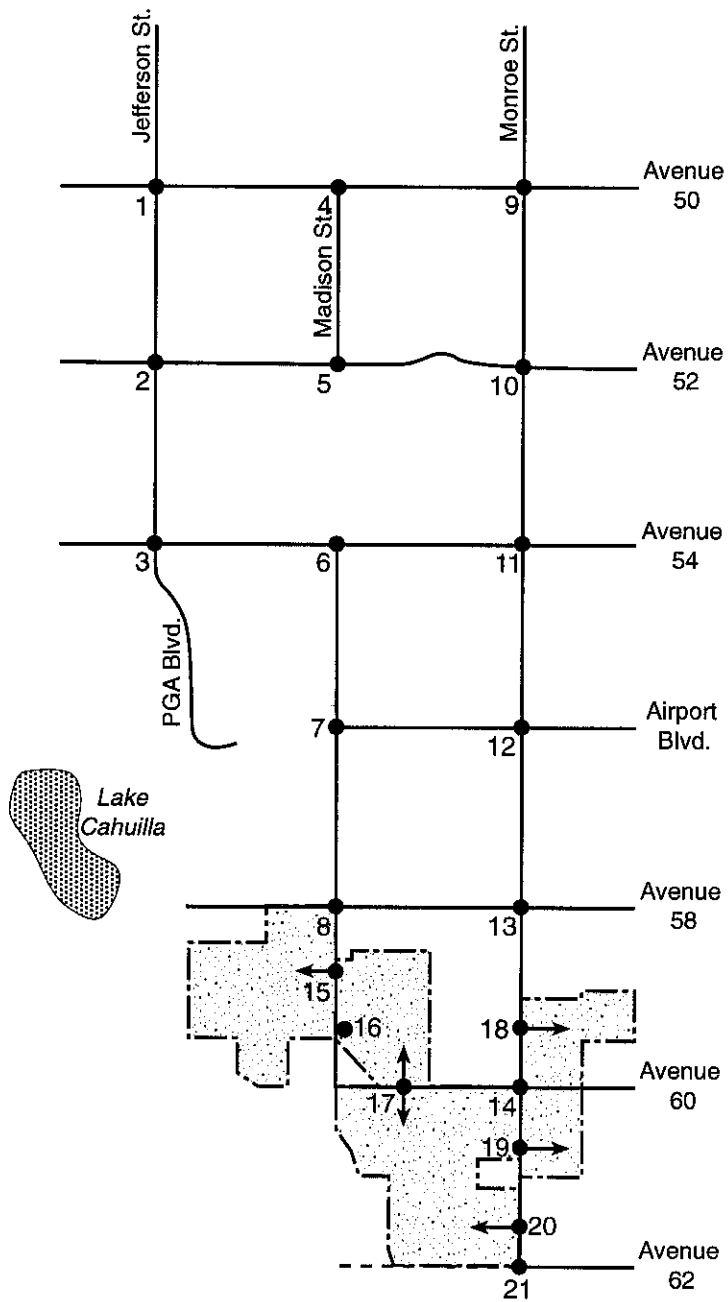 Jefferson St.
Monroe St.
Avenue
50
1
4
9
Madison St.
Avenue
52
2
5
10
Avenue
54
3
6
11
PGA Blvd.
Airport
Blvd.
7
12
Lake
Cahuilla
Avenue
58
8
13
15
16
18
Avenue
60
17
14
19
20
Avenue
62
21